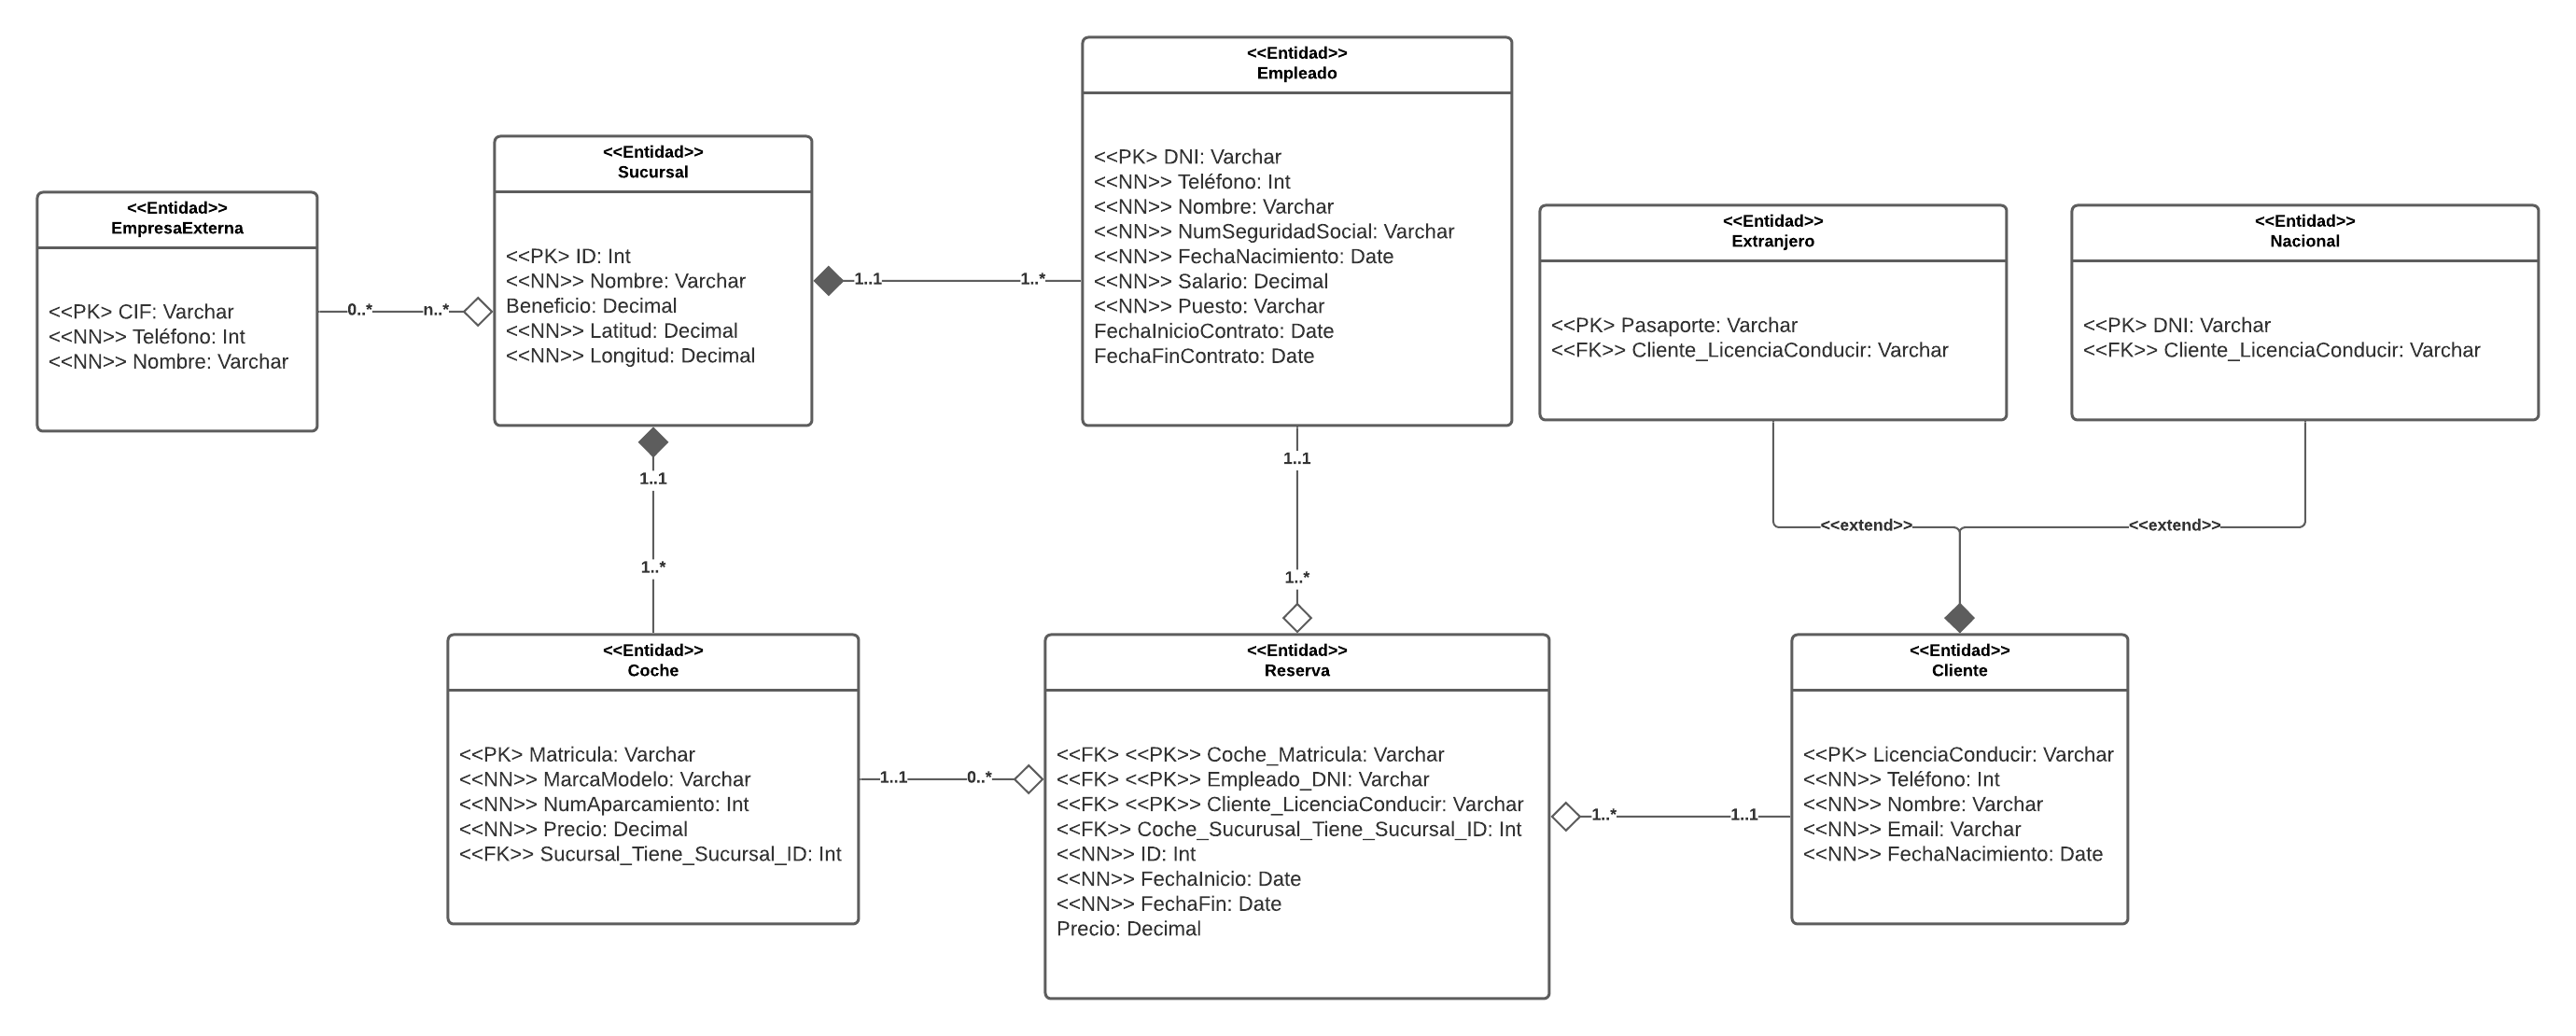 <<Entidad>>
EmpresaExterna
<<PK> CIF: Varchar
<<NN>> Teléfono: Int
<<NN>> Nombre: Varchar
0..*
n..*
<<Entidad>>
Sucursal
<<PK> ID: Int
<<NN>> Nombre: Varchar
Beneficio: Decimal
<<NN>> Latitud: Decimal
<<NN>> Longitud: Decimal
1..1
1..*
<<Entidad>>
Empleado
<<PK> DNI: Varchar
<<NN>> Teléfono: Int
<<NN>> Nombre: Varchar
<<NN>> NumSeguridadSocial: Varchar
<<NN>> FechaNacimiento: Date
<<NN>> Salario: Decimal
<<NN>> Puesto: Varchar
FechaInicioContrato: Date
FechaFinContrato: Date
<<Entidad>>
Extranjero
<<PK> Pasaporte: Varchar
<<FK>> Cliente_LicenciaConducir: Varchar
<<Entidad>>
Nacional
<<PK> DNI: Varchar
<<FK>> Cliente_LicenciaConducir: Varchar
1..1
1..*
1..1
1..*
<<extend>>
<<extend>>
<<Entidad>>
Coche
<<PK> Matricula: Varchar
<<NN>> MarcaModelo: Varchar
<<NN>> NumAparcamiento: Int
<<NN>> Precio: Decimal
<<FK>> Sucursal_Tiene_Sucursal_ID: Int
1..1
0..*
<<Entidad>>
Reserva
<<FK> <<PK>> Coche_Matricula: Varchar
<<FK> <<PK>> Empleado_DNI: Varchar
<<FK> <<PK>> Cliente_LicenciaConducir: Varchar
<<FK>> Coche_Sucurusal_Tiene_Sucursal_ID: Int
<<NN>> ID: Int
<<NN>> FechaInicio: Date
<<NN>> FechaFin: Date
Precio: Decimal
1..*
1..1
<<Entidad>>
Cliente
<<PK> LicenciaConducir: Varchar
<<NN>> Teléfono: Int
<<NN>> Nombre: Varchar
<<NN>> Email: Varchar
<<NN>> FechaNacimiento: Date